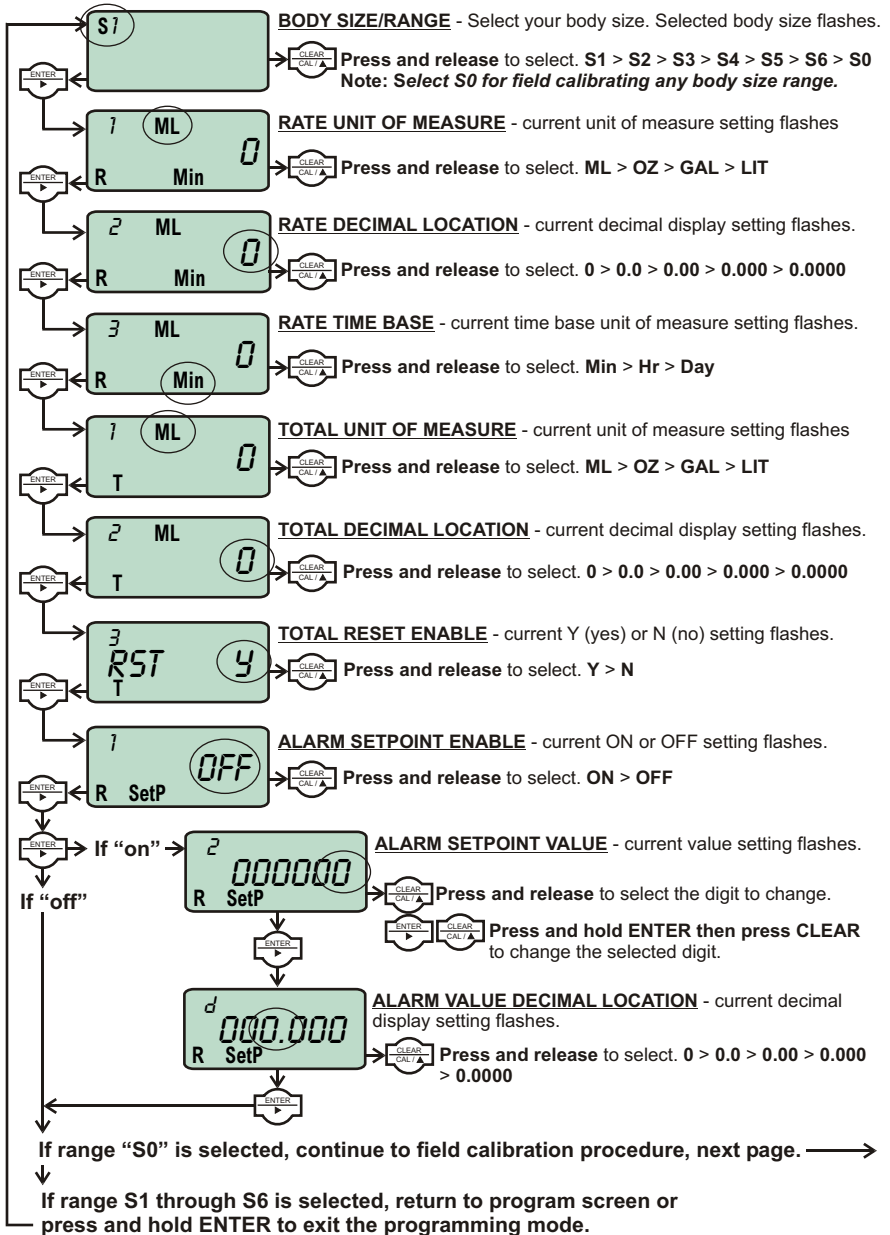 S1
BODY SIZE/RANGE - Select your body size. Selected body size flashes.
CLEAR
CAL / ▲
Press and release to select. S1 > S2 > S3 > S4 > S5 > S6 > S0
Note: Select S0 for field calibrating any body size range.
ENTER
1 ML 0
R Min
RATE UNIT OF MEASURE - current unit of measure setting flashes
CLEAR
CAL / ▲
Press and release to select. ML > OZ > GAL > LIT
ENTER
2 ML 0
R Min
RATE DECIMAL LOCATION - current decimal display setting flashes.
CLEAR
CAL / ▲
Press and release to select. 0 > 0.0 > 0.00 > 0.000 > 0.0000
ENTER
3 ML 0
R Min
RATE TIME BASE - current time base unit of measure setting flashes.
CLEAR
CAL / ▲
Press and release to select. Min > Hr > Day
ENTER
1 ML 0
T
TOTAL UNIT OF MEASURE - current unit of measure setting flashes
CLEAR
CAL / ▲
Press and release to select. ML > OZ > GAL > LIT
ENTER
2 ML 0
T
TOTAL DECIMAL LOCATION - current decimal display setting flashes.
CLEAR
CAL / ▲
Press and release to select. 0 > 0.0 > 0.00 > 0.000 > 0.0000
ENTER
3
RST Y
T
TOTAL RESET ENABLE - current Y (yes) or N (no) setting flashes.
CLEAR
CAL / ▲
Press and release to select. Y > N
ENTER
1 OFF
R SetP
ALARM SETPOINT ENABLE - current ON or OFF setting flashes.
CLEAR
CAL / ▲
Press and release to select. ON > OFF
ENTER
ENTER
If “on”
If “off”
2
000000
R SetP
ALARM SETPOINT VALUE - current value setting flashes.
CLEAR
CAL / ▲
Press and release to select the digit to change.
ENTER
CLEAR
CAL / ▲
Press and hold ENTER then press CLEAR
to change the selected digit.
ENTER
d
000.000
R SetP
ALARM VALUE DECIMAL LOCATION - current decimal
display setting flashes.
CLEAR
CAL / ▲
Press and release to select. 0 > 0.0 > 0.00 > 0.000
> 0.0000
ENTER
If range “S0” is selected, continue to field calibration procedure, next page.
If range S1 through S6 is selected, return to program screen or
press and hold ENTER to exit the programming mode.